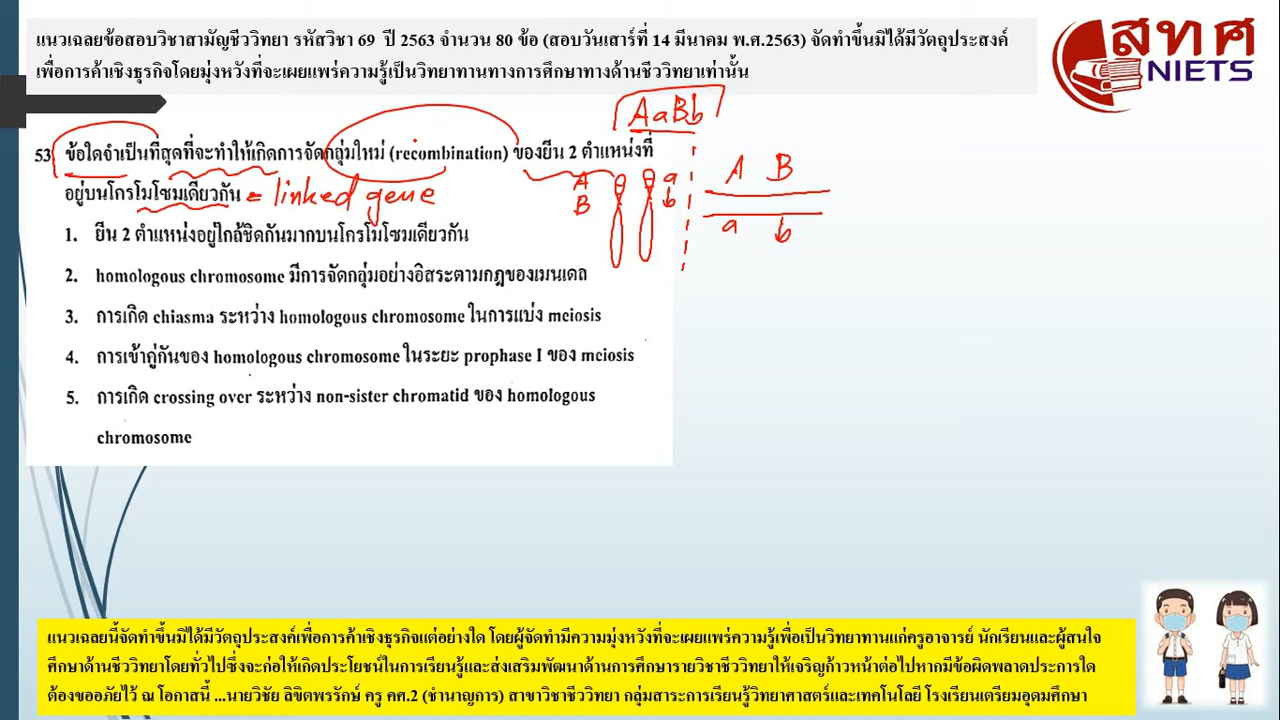 แนวเฉลยข้อสอบวิชาสามัญชีววิทยา รหัสวิชา 69 ปี 2563 จำนวน 80 ข้อ (สอบวันเสาร์ที่ 14 มีนาคม พ.ศ.2563) จัดทำขึ้นมิได้มีวัตถุประสงค์
เพื่อการค้าเชิงธุรกิจโดยมุ่งหวังที่จะเผยแพร่ความรู้เป็นวิทยาทานทางการศึกษาทางด้านชีววิทยาเท่านั้น
สทศ
NIETS
AaBb
53 ข้อใดจำเป็นที่สุดที่จะทำให้เกิดการจัดกลุ่มใหม่ (recombination) ของยีน 2 ตำแหน่งที่
อยู่บนโครโมโซมเดียวกัน = linked gene
A a
B b
A B
a b
1. ยีน 2 ตำแหน่งอยู่ใกล้ชิดกันมากบนโครโมโซมเดียวกัน
2. homologous chromosome มีการจัดกลุ่มอย่างอิสระตามกฎของเมนเดล
3. การเกิด chiasma ระหว่าง homologous chromosome ในการแบ่ง meiosis
4. การเข้าคู่กันของ homologous chromosome ในระยะ prophase I ของ meiosis
5. การเกิด crossing over ระหว่าง non-sister chromatid ของ homologous
chromosome
แนวเฉลยนี้จัดทำขึ้นมิได้มีวัตถุประสงค์เพื่อการค้าเชิงธุรกิจแต่อย่างใด โดยผู้จัดทำมีความมุ่งหวังที่จะเผยแพร่ความรู้เพื่อเป็นวิทยาทานแก่ครูอาจารย์ นักเรียนและผู้สนใจ
ศึกษาด้านชีววิทยาโดยทั่วไปซึ่งจะก่อให้เกิดประโยชน์ในการเรียนรู้และส่งเสริมพัฒนาด้านการศึกษารายวิชาชีววิทยาให้เจริญก้าวหน้าต่อไปหากมีข้อผิดพลาดประการใด
ต้องขออภัยไว้ ณ โอกาสนี้ ...นายวิชัย ลิขิตพรรักษ์ ครู คศ.2 (ชำนาญการ) สาขาวิชาชีววิทยา กลุ่มสาระการเรียนรู้วิทยาศาสตร์และเทคโนโลยี โรงเรียนเตรียมอุดมศึกษา